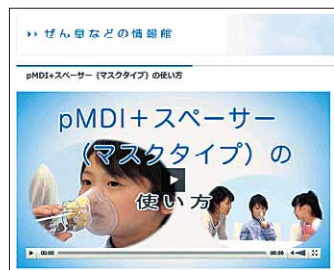 ›› ぜん息などの情報館
pMDI+スペーサー（マスクタイプ）の使い方
pMDI＋スペーサー
（マスクタイプ）の
使い方
00:00
00:00